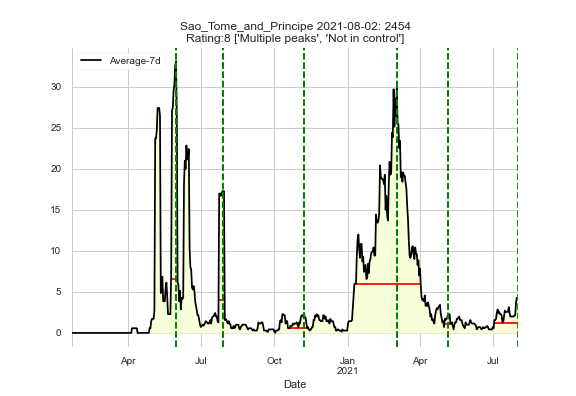 Sao_Tome_and_Principe 2021-08-02: 2454
Rating:8 ['Multiple peaks', 'Not in control']
Average-7d
30
25
20
15
10
5
0
Apr
Jul
Oct
Jan
2021
Apr
Jul
Date